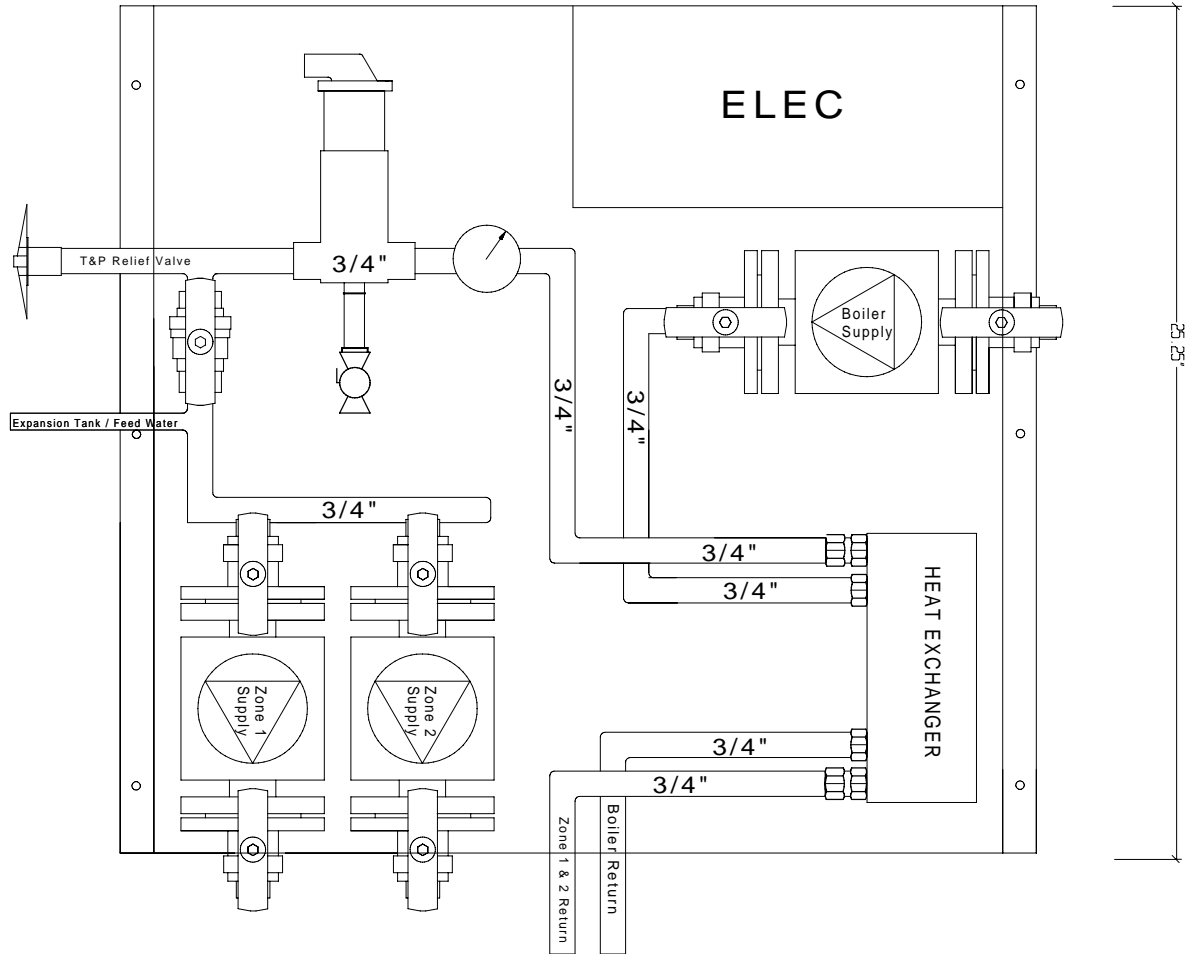 ELEC
T&P Relief Valve
3/4"
Boiler
Supply
25.25"
3/4"
3/4"
Expansion Tank / Feed Water
3/4"
3/4"
3/4"
HEAT EXCHANGER
Zone 1
Supply
Zone 2
Supply
3/4"
3/4"
Zone 1 & 2 Return
Boiler Return